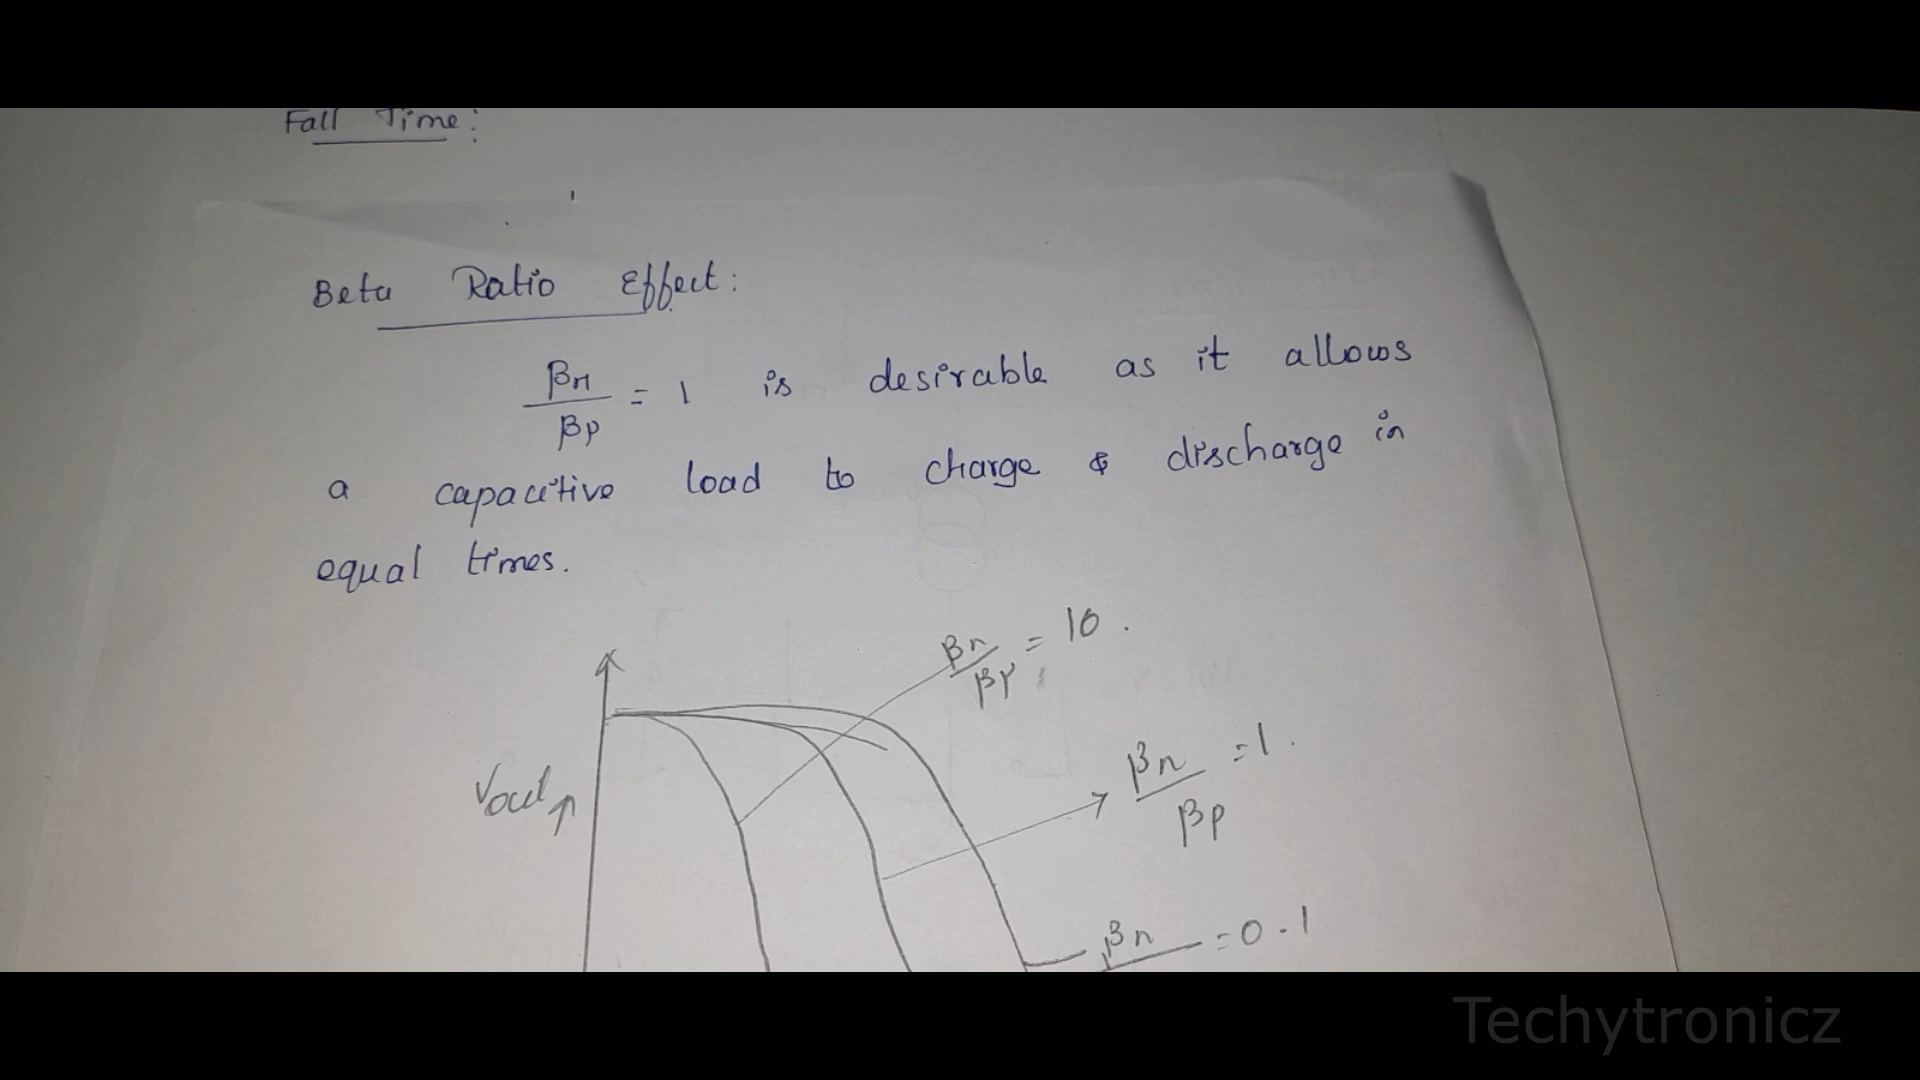 Fall Time:
Beta Ratio Effect:
βn/βp = 1 is desirable as it allows
a capacitive load to charge & discharge in
equal times.
βn/βp = 10.
Vout↑
βn/βp = 1.
βn = 0.1
Techytronicz